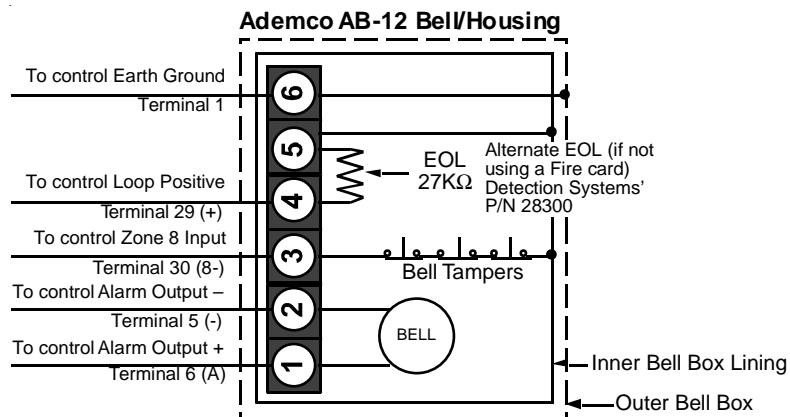 Ademco AB-12 Bell/Housing
To control Earth Ground
Terminal 1
6
5
EOL
27KΩ
Alternate EOL (if not
using a Fire card)
Detection Systems'
P/N 28300
To control Loop Positive
Terminal 29 (+)
4
To control Zone 8 Input
Terminal 30 (8-)
3
Bell Tampers
To control Alarm Output –
Terminal 5 (-)
2
BELL
To control Alarm Output +
Terminal 6 (A)
1
Inner Bell Box Lining
Outer Bell Box